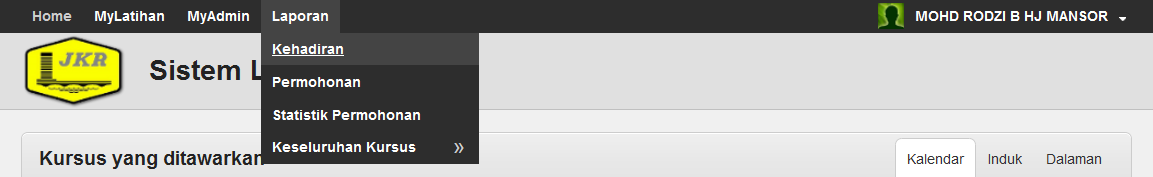 Home MyLatihan MyAdmin Laporan MOHD RODZI B HJ MANSOR
Kehadiran
JKR
Sistem L
Permohonan
Statistik Permohonan
Keseluruhan Kursus »
Kursus yang ditawarkan Kalendar Induk Dalaman